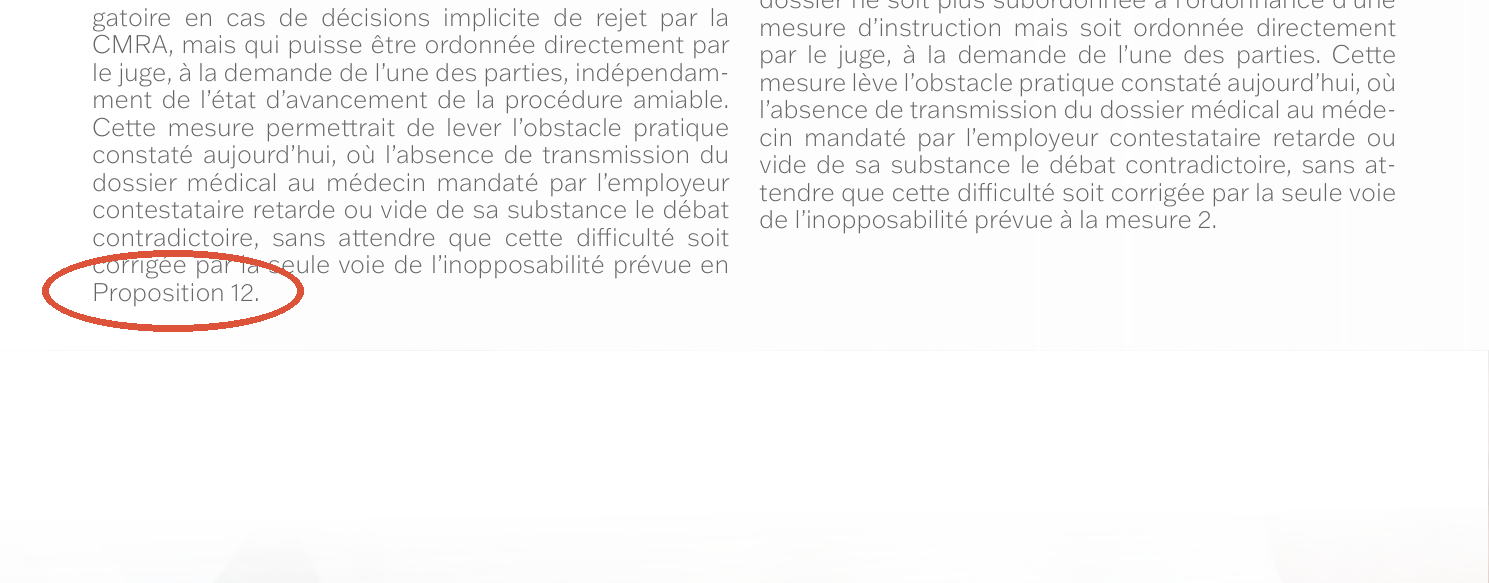 gatoire en cas de décisions implicite de rejet par la
CMRA, mais qui puisse être ordonnée directement par
le juge, à la demande de l’une des parties, indépendam-
ment de l’état d’avancement de la procédure amiable.
Cette mesure permettrait de lever l’obstacle pratique
constaté aujourd’hui, où l’absence de transmission du
dossier médical au médecin mandaté par l’employeur
contestataire retarde ou vide de sa substance le débat
contradictoire, sans attendre que cette difficulté soit
corrigée par la seule voie de l’inopposabilité prévue en
Proposition 12.
dossier ne soit plus subordonnée à l’ordonnance d’une
mesure d’instruction mais soit ordonnée directement
par le juge, à la demande de l’une des parties. Cette
mesure lève l’obstacle pratique constaté aujourd’hui, où
l’absence de transmission du dossier médical au méde-
cin mandaté par l’employeur contestataire retarde ou
vide de sa substance le débat contradictoire, sans at-
tendre que cette difficulté soit corrigée par la seule voie
de l’inopposabilité prévue à la mesure 2.